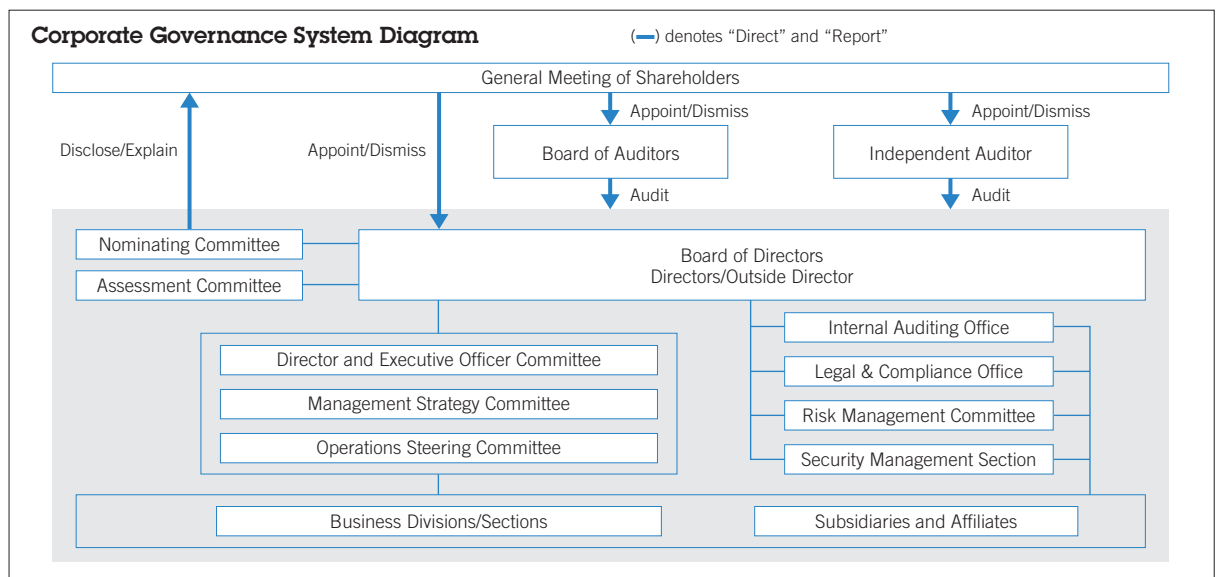 Corporate Governance System Diagram
(—) denotes “Direct” and “Report”
General Meeting of Shareholders
Disclose/Explain
Appoint/Dismiss
Appoint/Dismiss
Appoint/Dismiss
Board of Auditors
Independent Auditor
Audit
Audit
Nominating Committee
Assessment Committee
Board of Directors
Directors/Outside Director
Director and Executive Officer Committee
Management Strategy Committee
Operations Steering Committee
Internal Auditing Office
Legal & Compliance Office
Risk Management Committee
Security Management Section
Business Divisions/Sections
Subsidiaries and Affiliates